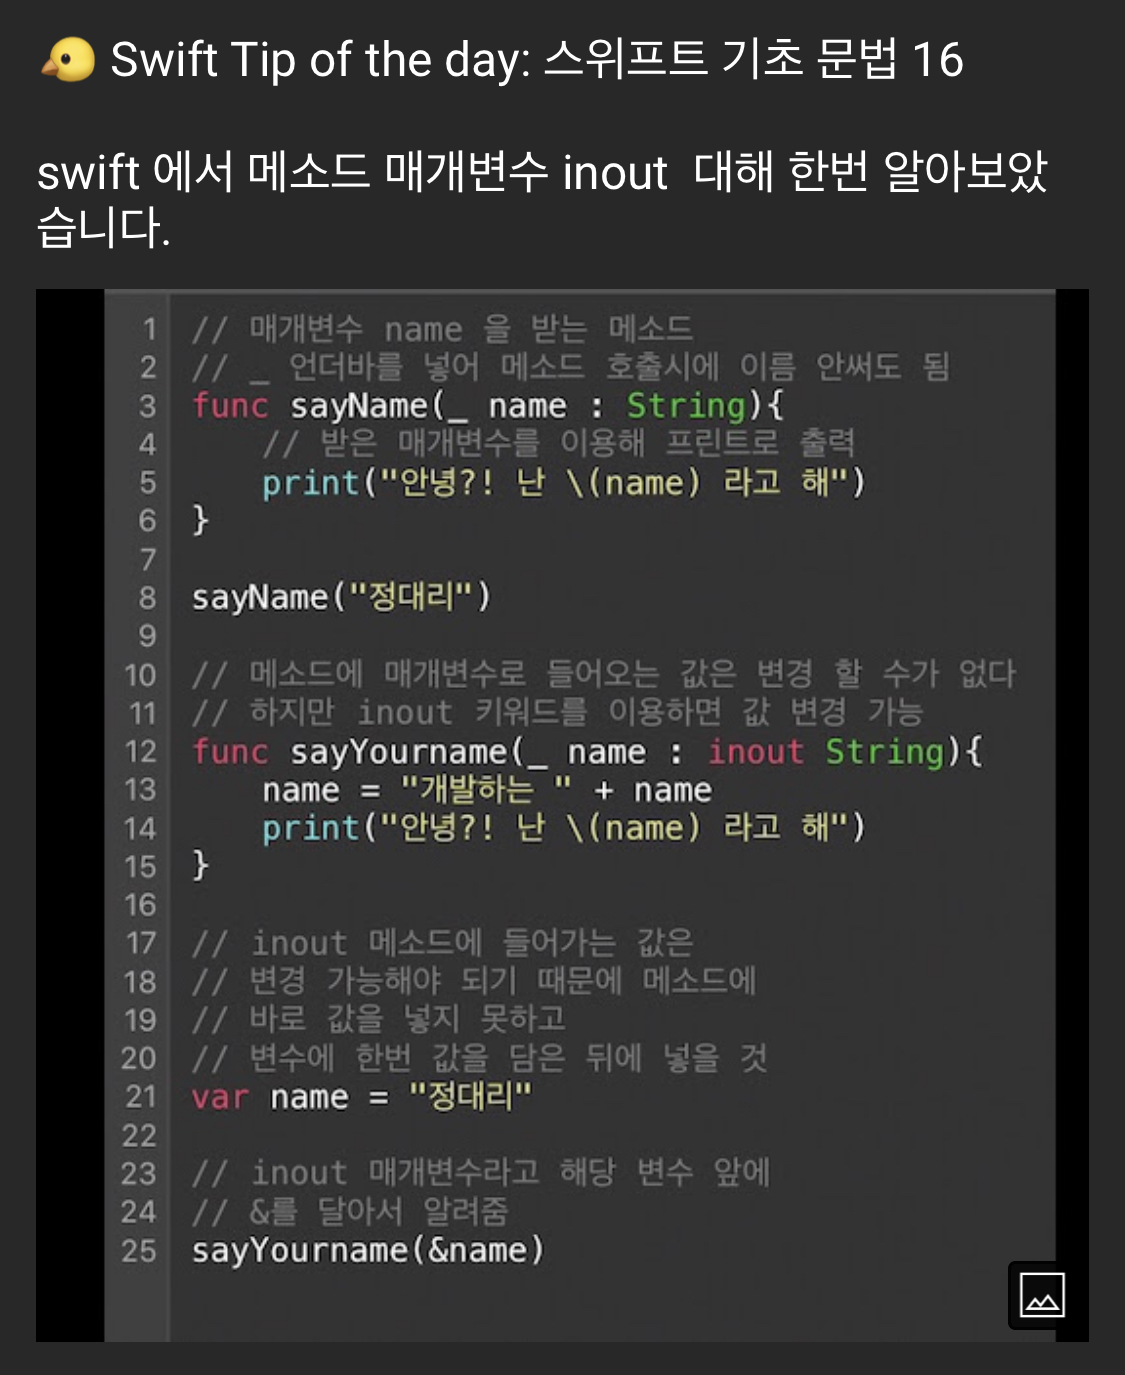 🐤 Swift Tip of the day: 스위프트 기초 문법 16
swift 에서 메소드 매개변수 inout  대해 한번 알아보았
습니다.
1 // 매개변수 name 을 받는 메소드
2 // _ 언더바를 넣어 메소드 호출시에 이름 안써도 됨
3 func sayName(_ name : String){
4     // 받은 매개변수를 이용해 프린트로 출력
5     print("안녕?! 난 \(name) 라고 해")
6 }
7
8 sayName("정대리")
9
10 // 메소드에 매개변수로 들어오는 값은 변경 할 수가 없다
11 // 하지만 inout 키워드를 이용하면 값 변경 가능
12 func sayYourname(_ name : inout String){
13     name = "개발하는 " + name
14     print("안녕?! 난 \(name) 라고 해")
15 }
16
17 // inout 메소드에 들어가는 값은
18 // 변경 가능해야 되기 때문에 메소드에
19 // 바로 값을 넣지 못하고
20 // 변수에 한번 값을 담은 뒤에 넣을 것
21 var name = "정대리"
22
23 // inout 매개변수라고 해당 변수 앞에
24 // &를 달아서 알려줌
25 sayYourname(&name)